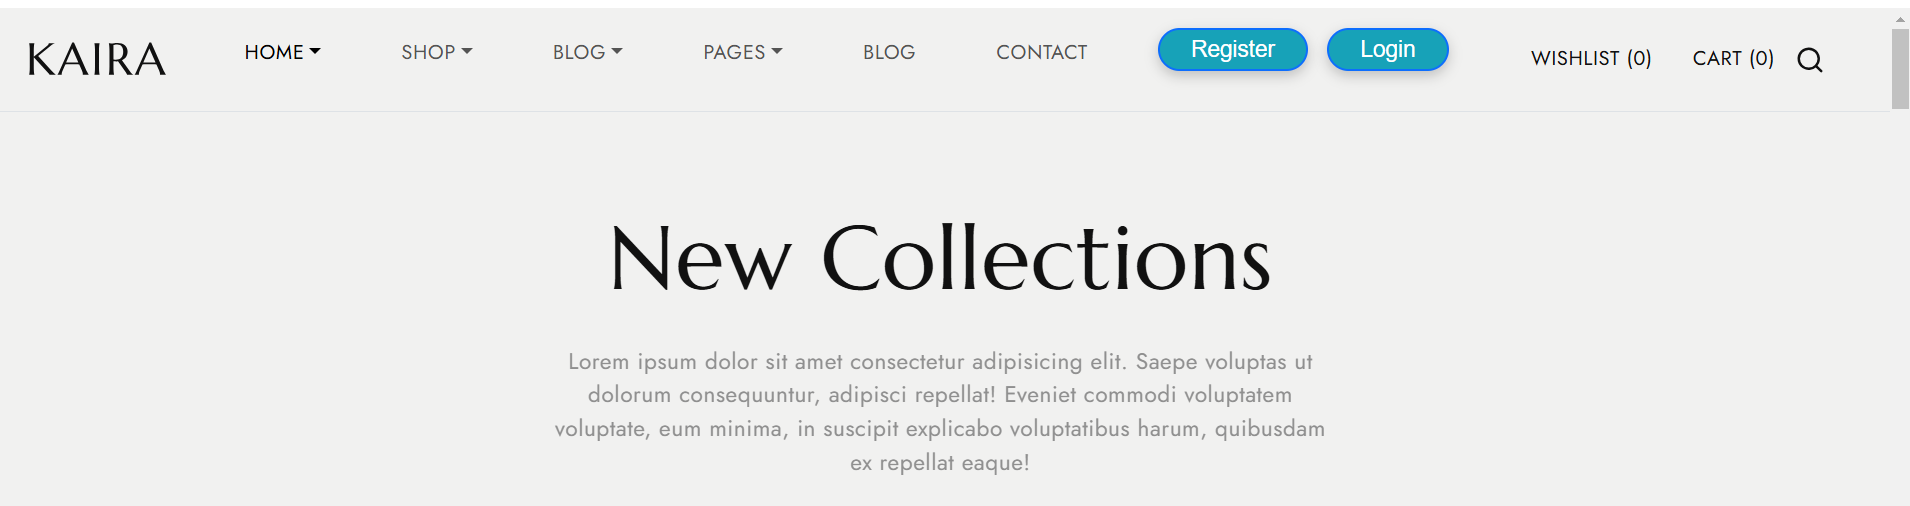 KAIRA
HOME
SHOP
BLOG
PAGES
BLOG
CONTACT
Register
Login
WISHLIST (0)
CART (0)
New Collections
Lorem ipsum dolor sit amet consectetur adipisicing elit. Saepe voluptas ut
dolorum consequuntur, adipisci repellat! Eveniet commodi voluptatem
voluptate, eum minima, in suscipit explicabo voluptatibus harum, quibusdam
ex repellat eaque!